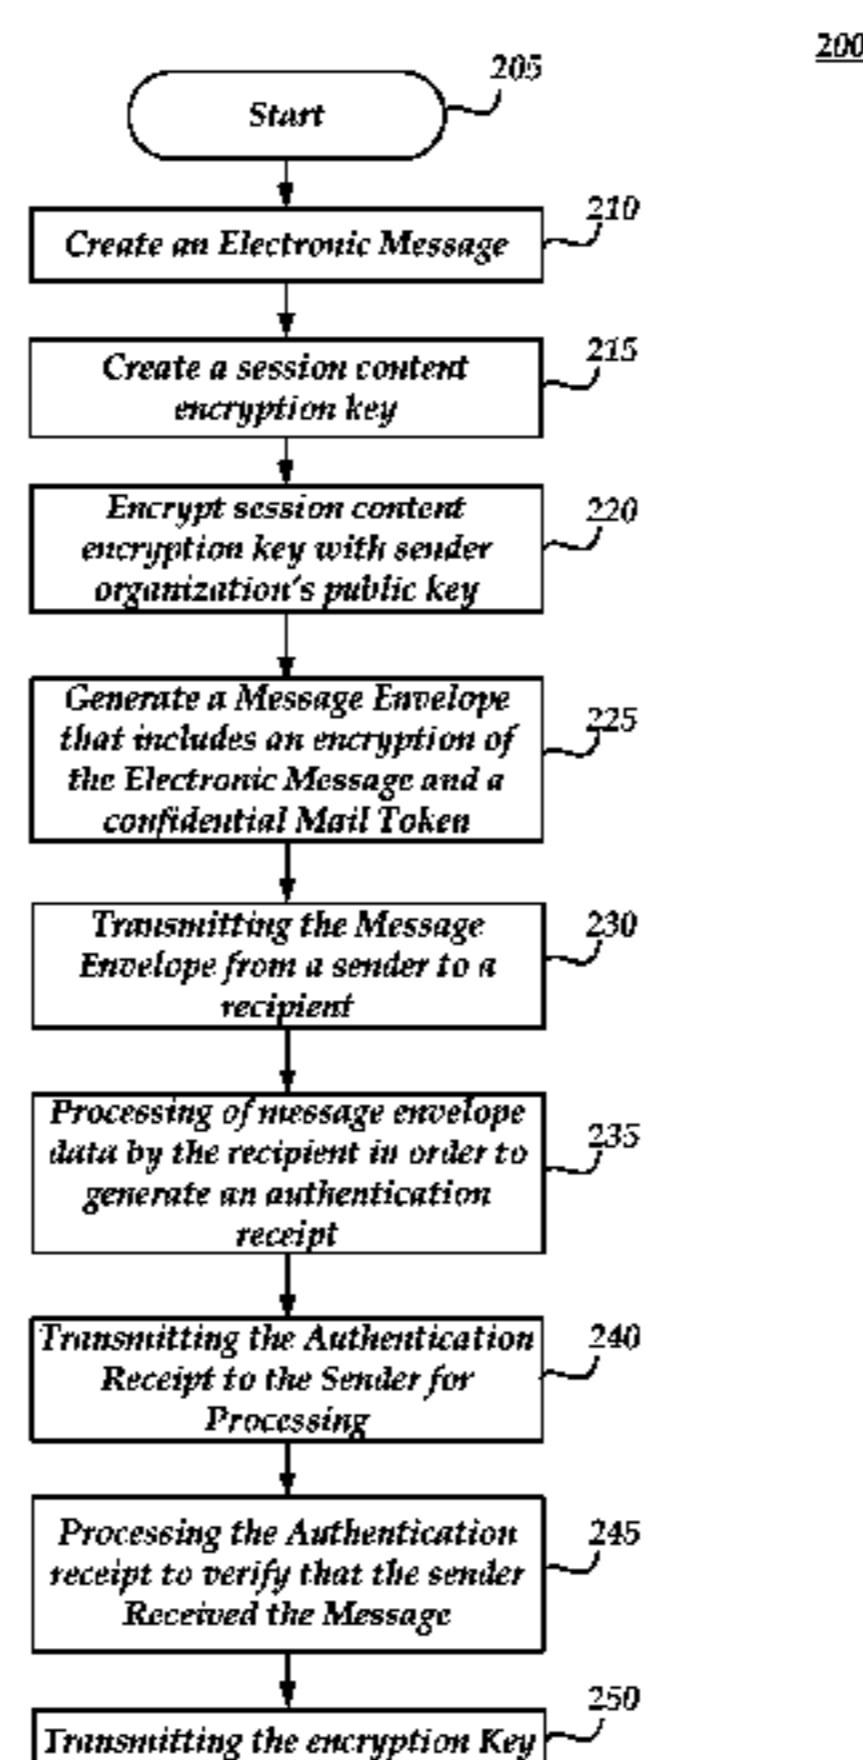 200
205
Start
210
Create an Electronic Message
215
Create a session content
encryption key
220
Encrypt session content
encryption key with sender
organization's public key
225
Generate a Message Envelope
that includes an encryption of
the Electronic Message and a
confidential Mail Token
230
Transmitting the Message
Envelope from a sender to a
recipient
235
Processing of message envelope
data by the recipient in order to
generate an authentication
receipt
240
Transmitting the Authentication
Receipt to the Sender for
Processing
245
Processing the Authentication
receipt to verify that the sender
Received the Message
250
Transmitting the encryption Key